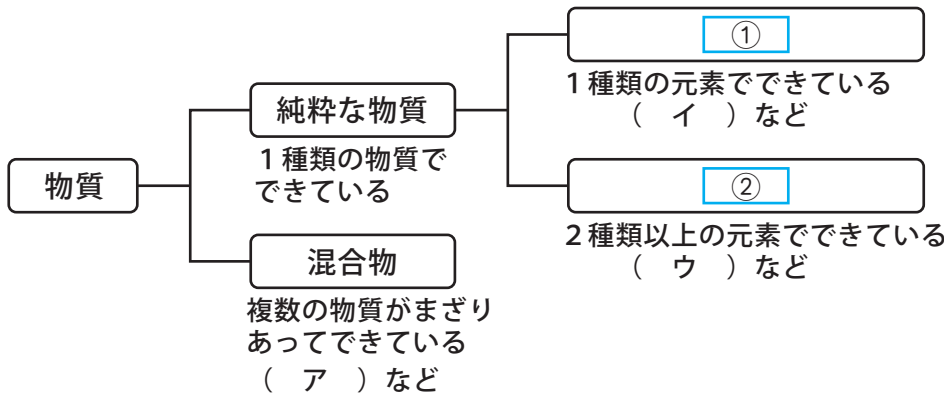 物質
純粋な物質
1種類の物質で
できている
①
1種類の元素でできている
（　イ　）など
②
2種類以上の元素でできている
（　ウ　）など
混合物
複数の物質がまざり
あってできている
（　ア　）など